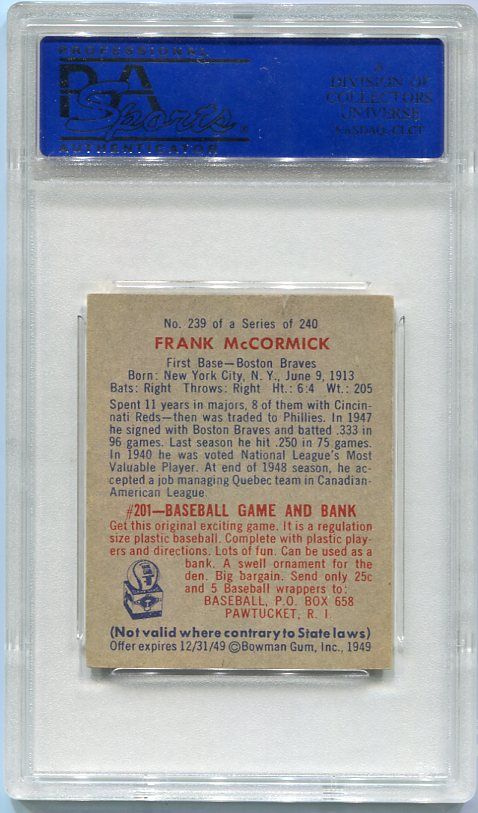 PROFESSIONAL
PSA
Sports
AUTHENTICATOR
A
DIVISION OF
COLLECTORS
UNIVERSE
NASDAQ: CLCT
No. 239 of a Series of 240
FRANK McCORMICK
First Base—Boston Braves
Born: New York City, N. Y., June 9, 1913
Bats: Right Throws: Right Ht.: 6:4 Wt.: 205
Spent 11 years in majors, 8 of them with Cincin-
nati Reds—then was traded to Phillies. In 1947
he signed with Boston Braves and batted .333 in
96 games. Last season he hit .250 in 75 games.
In 1940 he was voted National League's Most
Valuable Player. At end of 1948 season, he ac-
cepted a job managing Quebec team in Canadian-
American League.
#201—BASEBALL GAME AND BANK
Get this original exciting game. It is a regulation
size plastic baseball. Complete with plastic play-
ers and directions. Lots of fun. Can be used as a
bank. A swell ornament for the
den. Big bargain. Send only 25c
and 5 Baseball wrappers to:
BASEBALL, P.O. BOX 658
PAWTUCKET, R. I.
(Not valid where contrary to State laws)
Offer expires 12/31/49 ©Bowman Gum, Inc., 1949